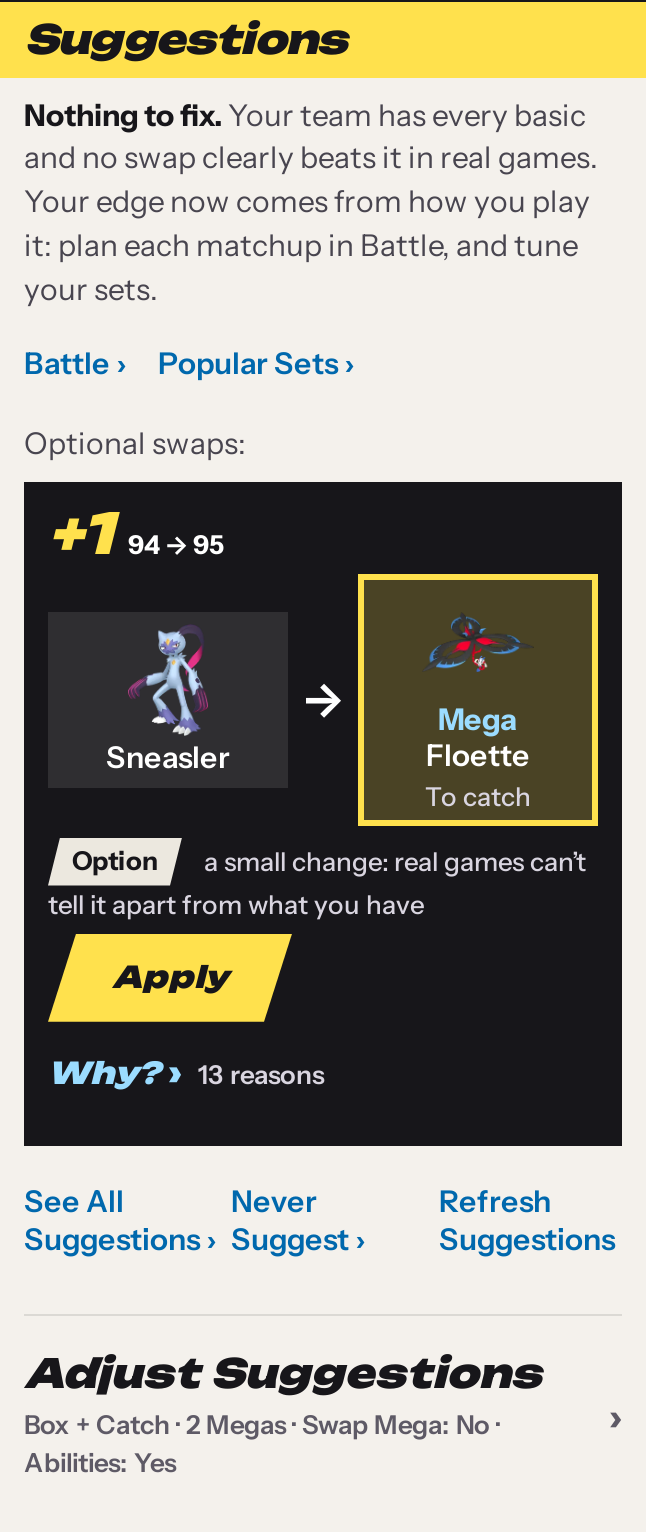 Suggestions
Nothing to fix. Your team has every basic
and no swap clearly beats it in real games.
Your edge now comes from how you play
it: plan each matchup in Battle, and tune
your sets.
Battle › Popular Sets ›
Optional swaps:
+1 94 → 95
Sneasler
→
Mega
Floette
To catch
Option a small change: real games can’t
tell it apart from what you have
Apply
Why? › 13 reasons
See All
Suggestions ›
Never
Suggest ›
Refresh
Suggestions
Adjust Suggestions
Box + Catch · 2 Megas · Swap Mega: No ·
Abilities: Yes
›